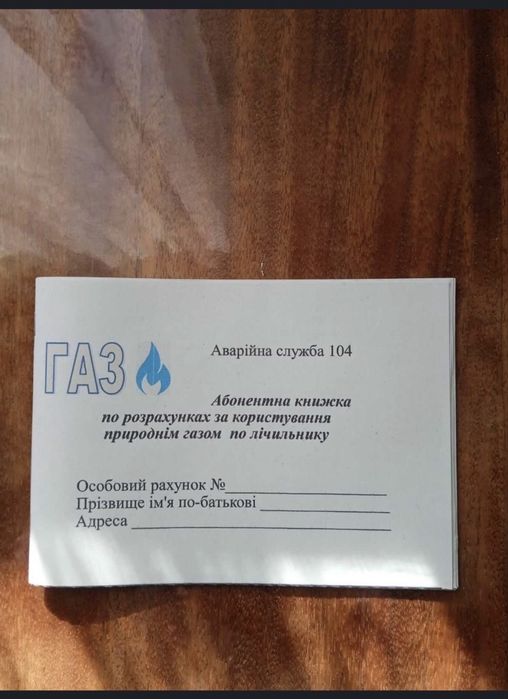 ГАЗ
Аварійна служба 104
Абонентна книжка
по розрахунках за користування
природнім газом по лічильнику
Особовий рахунок №
Прізвище ім'я по-батькові
Адреса